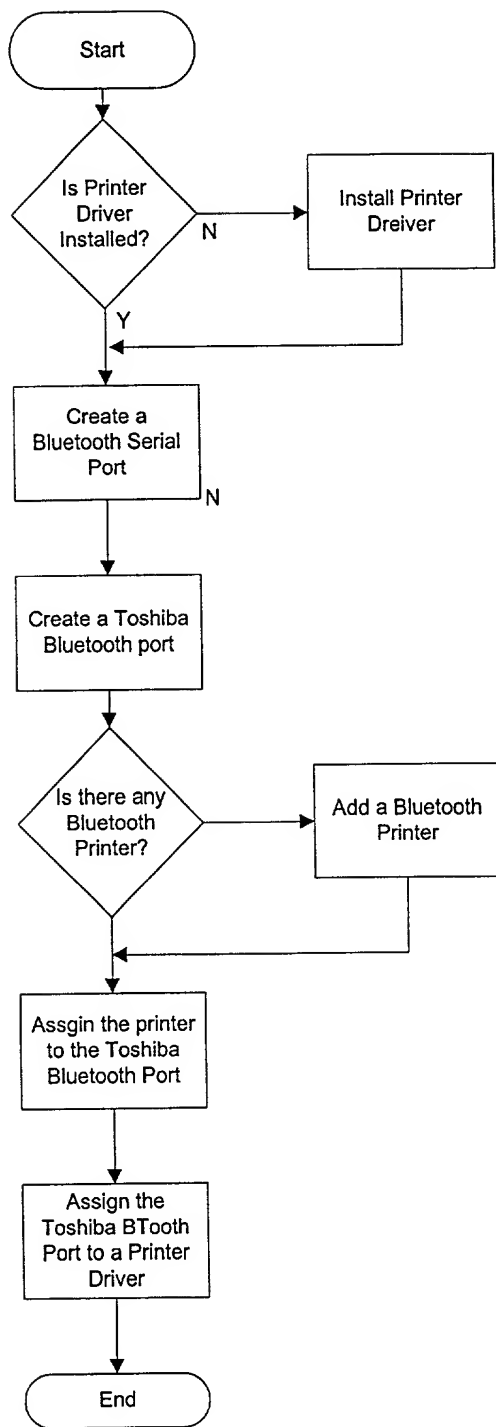 Start
Is Printer
Driver
Installed?
N
Install Printer
Dreiver
Y
Create a
Bluetooth Serial
Port
N
Create a Toshiba
Bluetooth port
Is there any
Bluetooth
Printer?
Add a Bluetooth
Printer
Assgin the printer
to the Toshiba
Bluetooth Port
Assign the
Toshiba BTooth
Port to a Printer
Driver
End